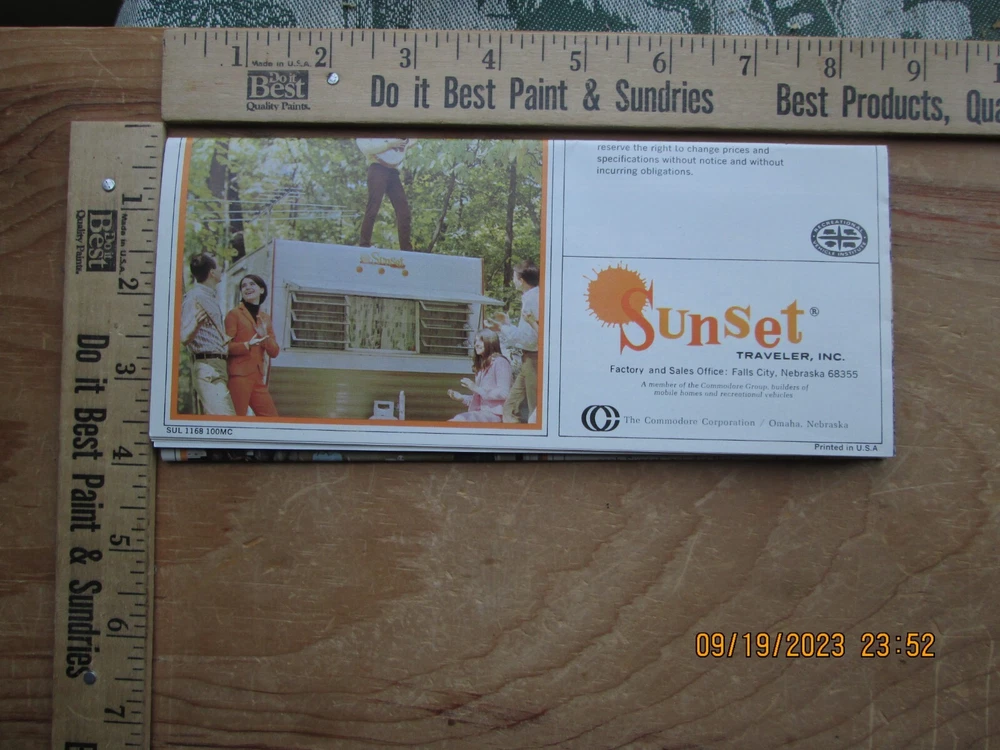 1 2 3 4 5 6 7 8 9
Made in U.S.A.
Do it
Best
Quality Paints.
Do it Best Paint & Sundries
Best Products, Qua
1 2 3 4 5 6 7
Made in U.S.A.
Do it
Best
Quality Paints.
Do it Best Paint & Sundries
reserve the right to change prices and
specifications without notice and without
incurring obligations.
RECREATIONAL
VEHICLE INSTITUTE
Sunset
Sunset®
TRAVELER, INC.
Factory and Sales Office: Falls City, Nebraska 68355
A member of the Commodore Group, builders of
mobile homes and recreational vehicles
The Commodore Corporation / Omaha, Nebraska
SUL 1168 100MC
Printed in U.S.A
09/19/2023 23:52